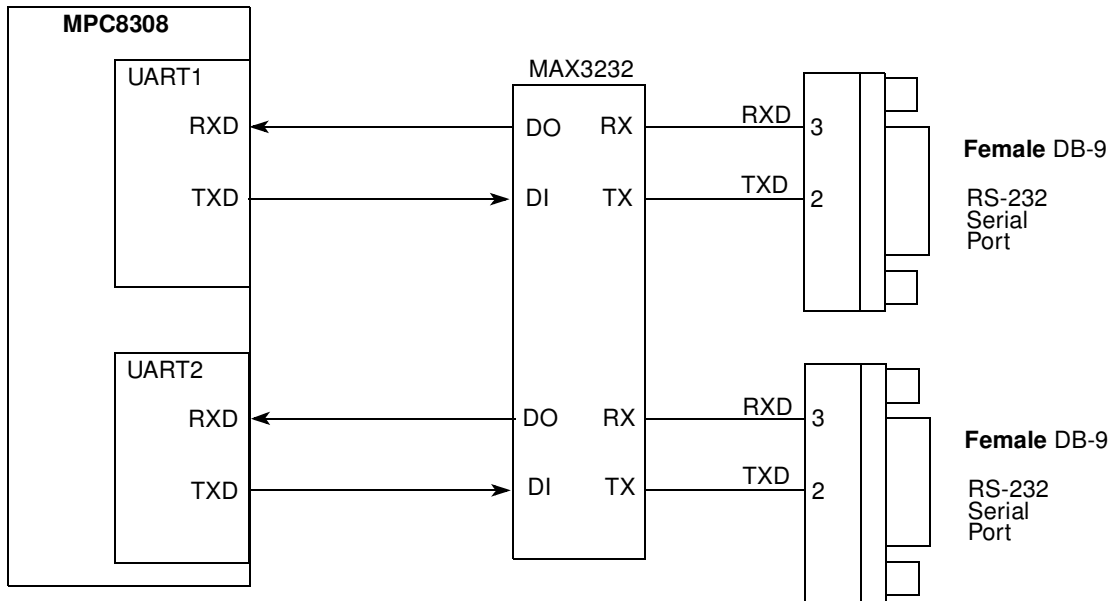 MPC8308
UART1
MAX3232
RXD
DO
RX
RXD
3
TXD
DI
TX
TXD
2
Female DB-9
RS-232
Serial
Port
UART2
RXD
DO
RX
RXD
3
TXD
DI
TX
TXD
2
Female DB-9
RS-232
Serial
Port